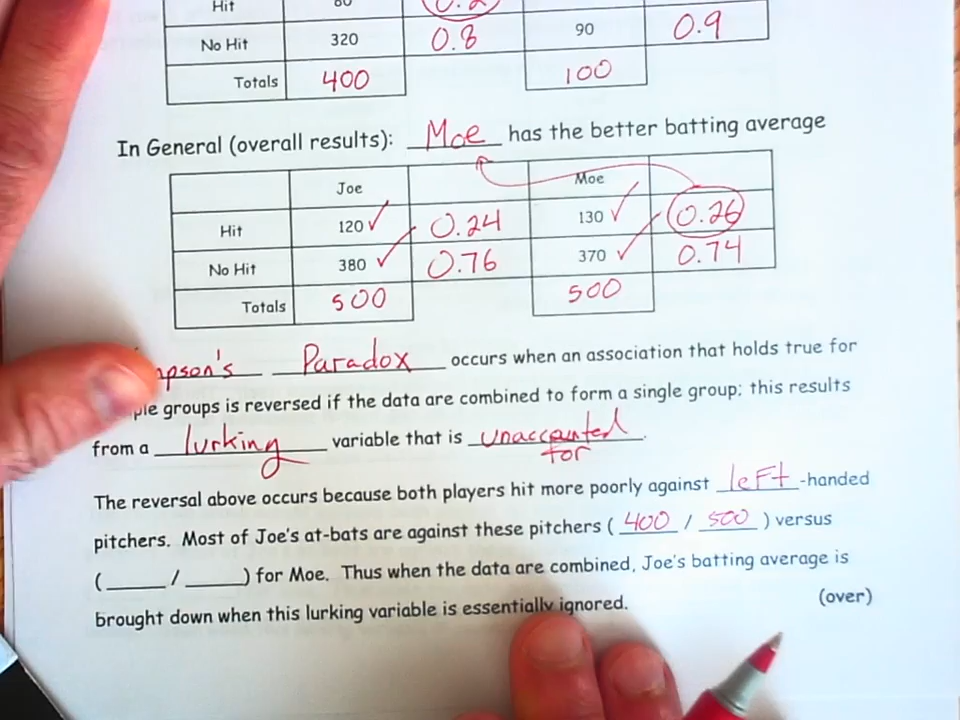 Hit
No Hit 320 0.8 90 0.9
Totals 400 100
In General (overall results): Moe has the better batting average
Joe Moe
Hit 120 0.24 130 0.26
No Hit 380 0.76 370 0.74
Totals 500 500
Paradox occurs when an association that holds true for
groups is reversed if the data are combined to form a single group; this results
from a lurking variable that is unaccounted for.
The reversal above occurs because both players hit more poorly against left-handed
pitchers. Most of Joe's at-bats are against these pitchers (400 / 500) versus
(____/____) for Moe. Thus when the data are combined, Joe's batting average is
brought down when this lurking variable is essentially ignored.
(over)